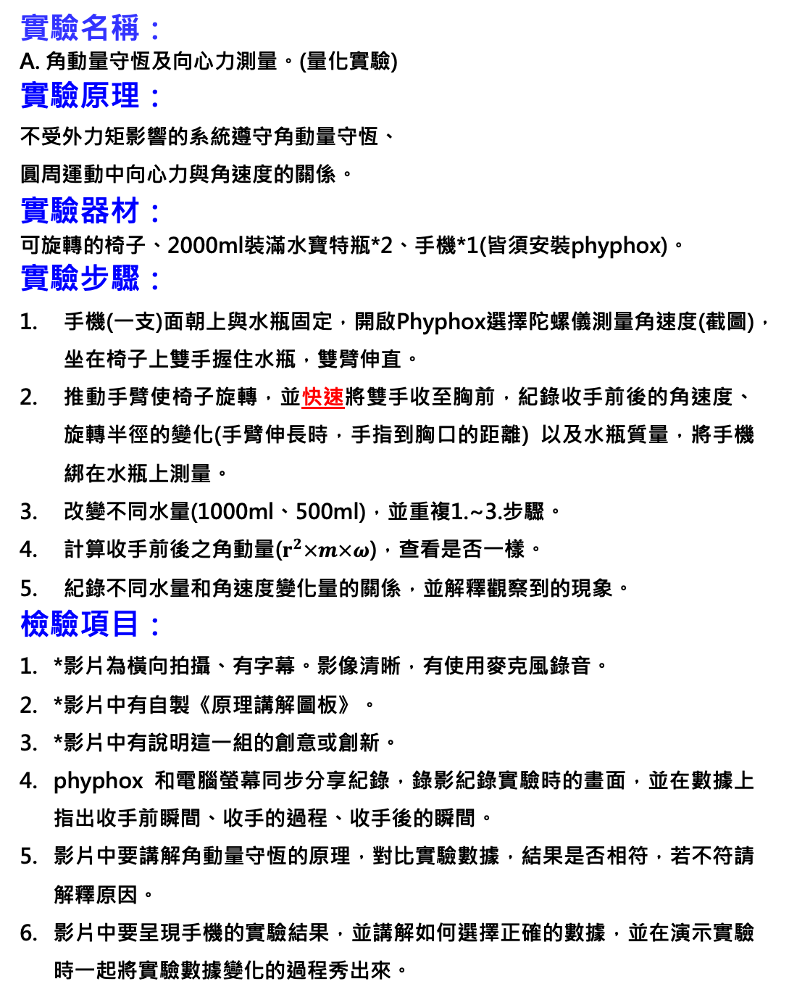 實驗名稱：
A. 角動量守恆及向心力測量。(量化實驗)
實驗原理：
不受外力矩影響的系統遵守角動量守恆、
圓周運動中向心力與角速度的關係。
實驗器材：
可旋轉的椅子、2000ml裝滿水寶特瓶*2、手機*1(皆須安裝phyphox)。
實驗步驟：
1. 手機(一支)面朝上與水瓶固定，開啟Phyphox選擇陀螺儀測量角速度(截圖)，
坐在椅子上雙手握住水瓶，雙臂伸直。
2. 推動手臂使椅子旋轉，並快速將雙手收至胸前，紀錄收手前後的角速度、
旋轉半徑的變化(手臂伸長時，手指到胸口的距離) 以及水瓶質量，將手機
綁在水瓶上測量。
3. 改變不同水量(1000ml、500ml)，並重複1.~3.步驟。
4. 計算收手前後之角動量(r²×m×ω)，查看是否一樣。
5. 紀錄不同水量和角速度變化量的關係，並解釋觀察到的現象。
檢驗項目：
1. *影片為橫向拍攝、有字幕。影像清晰，有使用麥克風錄音。
2. *影片中有自製《原理講解圖板》。
3. *影片中有說明這一組的創意或創新。
4. phyphox 和電腦螢幕同步分享紀錄，錄影紀錄實驗時的畫面，並在數據上
指出收手前瞬間、收手的過程、收手後的瞬間。
5. 影片中要講解角動量守恆的原理，對比實驗數據，結果是否相符，若不符請
解釋原因。
6. 影片中要呈現手機的實驗結果，並講解如何選擇正確的數據，並在演示實驗
時一起將實驗數據變化的過程秀出來。